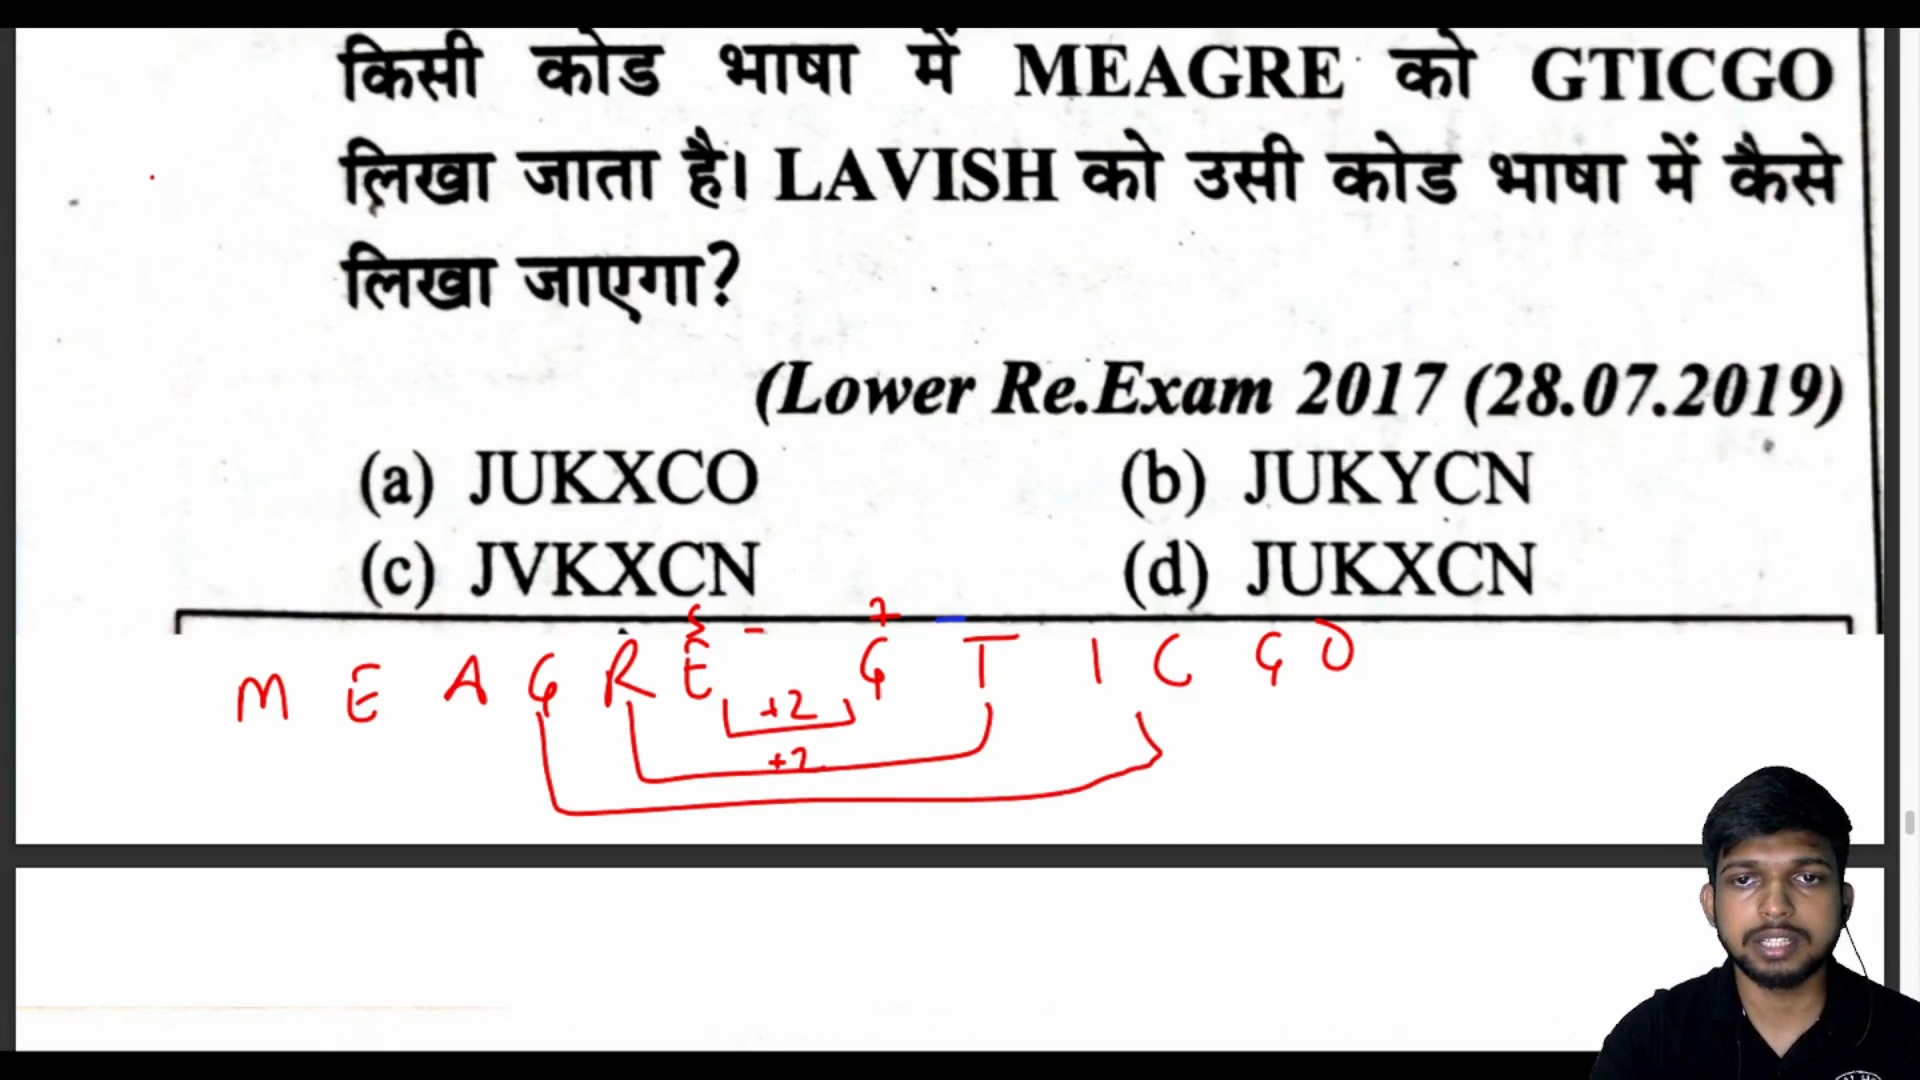 किसी कोड भाषा में MEAGRE को GTICGO
लिखा जाता है। LAVISH को उसी कोड भाषा में कैसे
लिखा जाएगा?
(Lower Re.Exam 2017 (28.07.2019)
(a) JUKXCO (b) JUKYCN
(c) JVKXCN (d) JUKXCN
M E A G R E G T I C G O
+2
+2